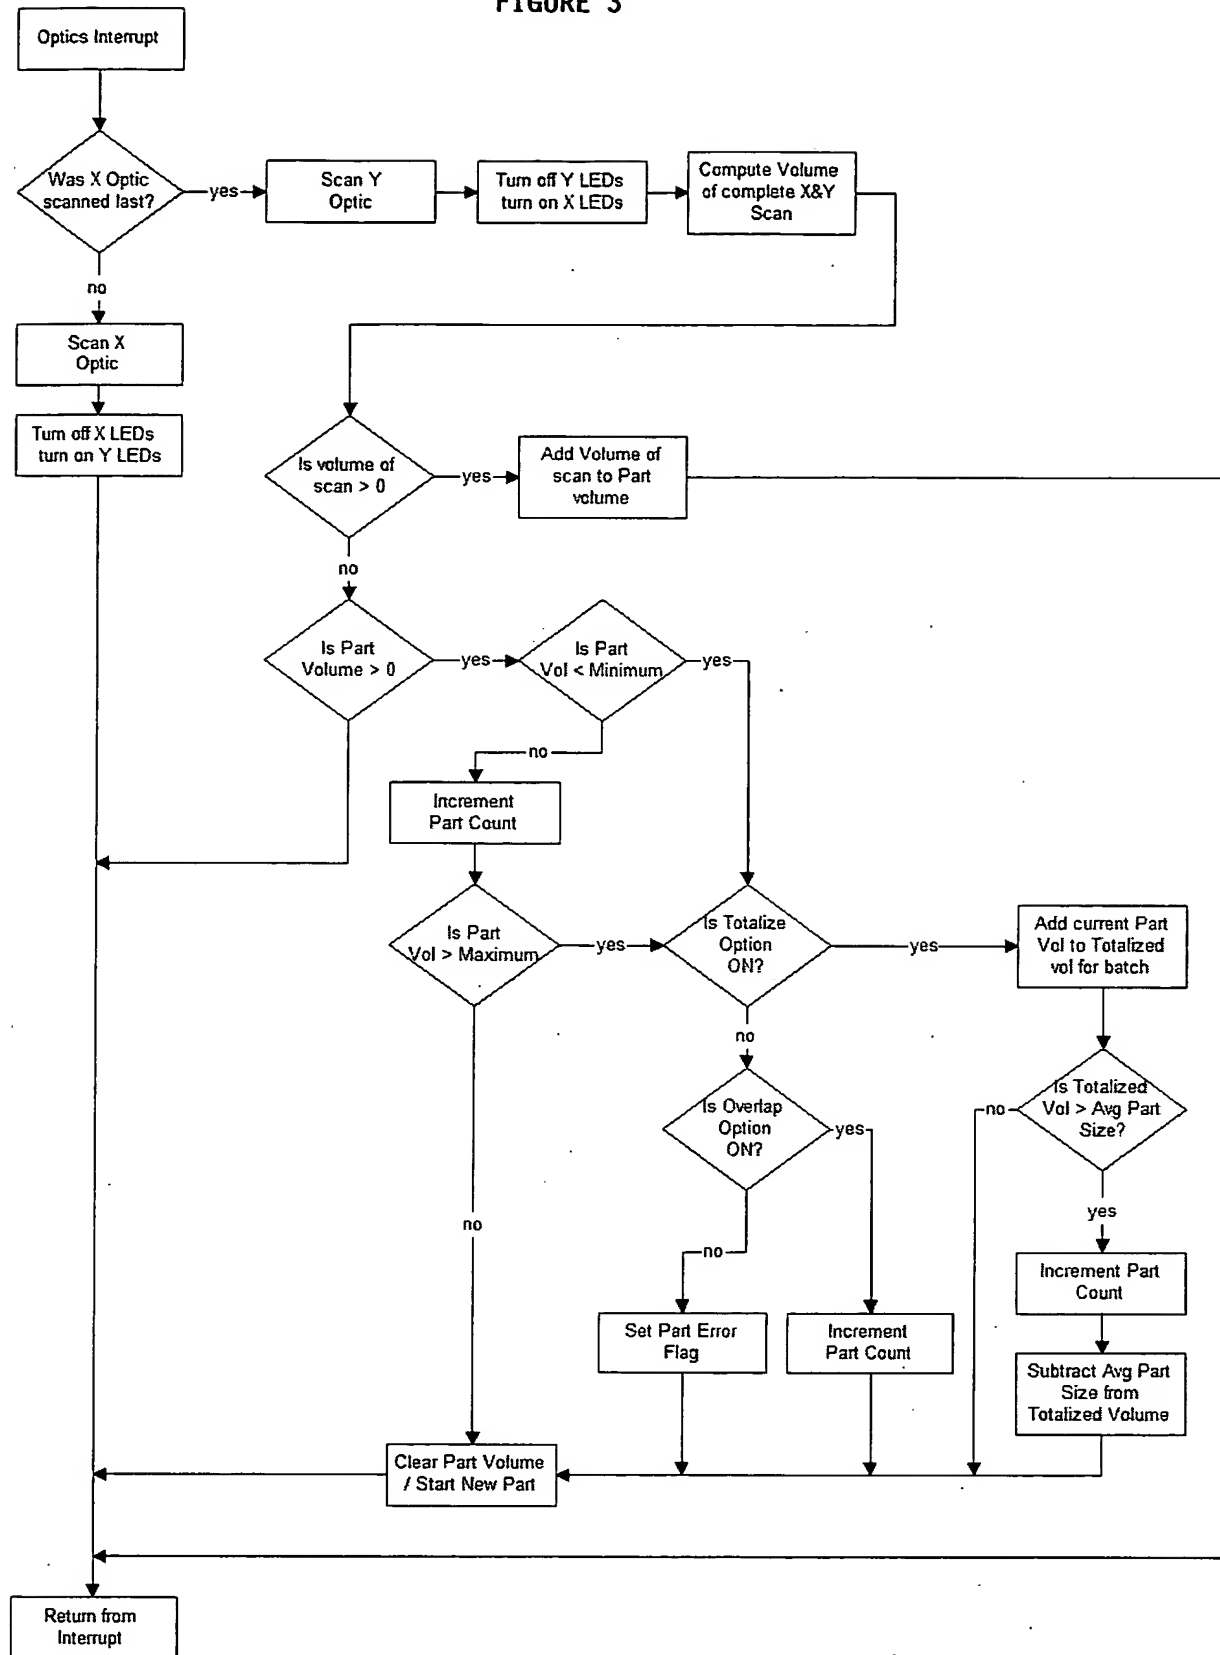 FIGURE 3
Optics Interrupt
Was X Optic
scanned last?
yes
Scan Y
Optic
Turn off Y LEDs
turn on X LEDs
Compute Volume
of complete X&Y
Scan
no
Scan X
Optic
Turn off X LEDs
turn on Y LEDs
Is volume of
scan > 0
yes
Add Volume of
scan to Part
volume
no
Is Part
Volume > 0
yes
Is Part
Vol < Minimum
yes
no
Increment
Part Count
Is Part
Vol > Maximum
yes
Is Totalize
Option
ON?
yes
Add current Part
Vol to Totalized
vol for batch
no
Is Overlap
Option
ON?
yes
Is Totalized
Vol > Avg Part
Size?
no
yes
no
no
Increment Part
Count
Set Part Error
Flag
Increment
Part Count
Subtract Avg Part
Size from
Totalized Volume
Clear Part Volume
/ Start New Part
Return from
Interrupt